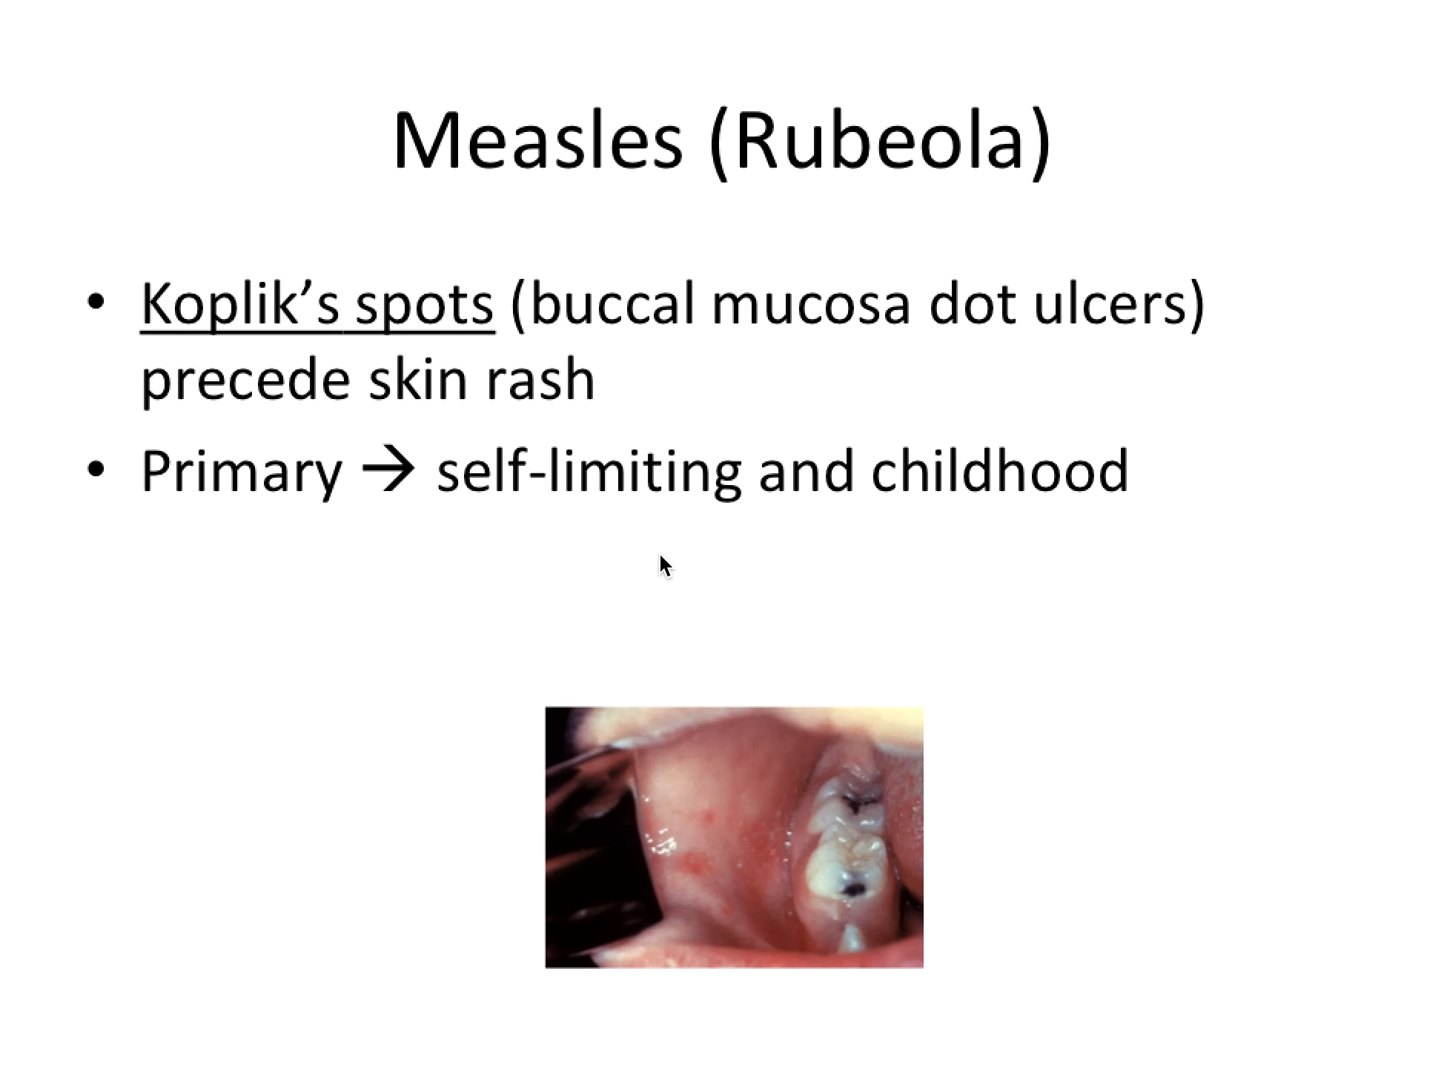 Measles (Rubeola)
• Koplik’s spots (buccal mucosa dot ulcers)
precede skin rash
• Primary → self-limiting and childhood